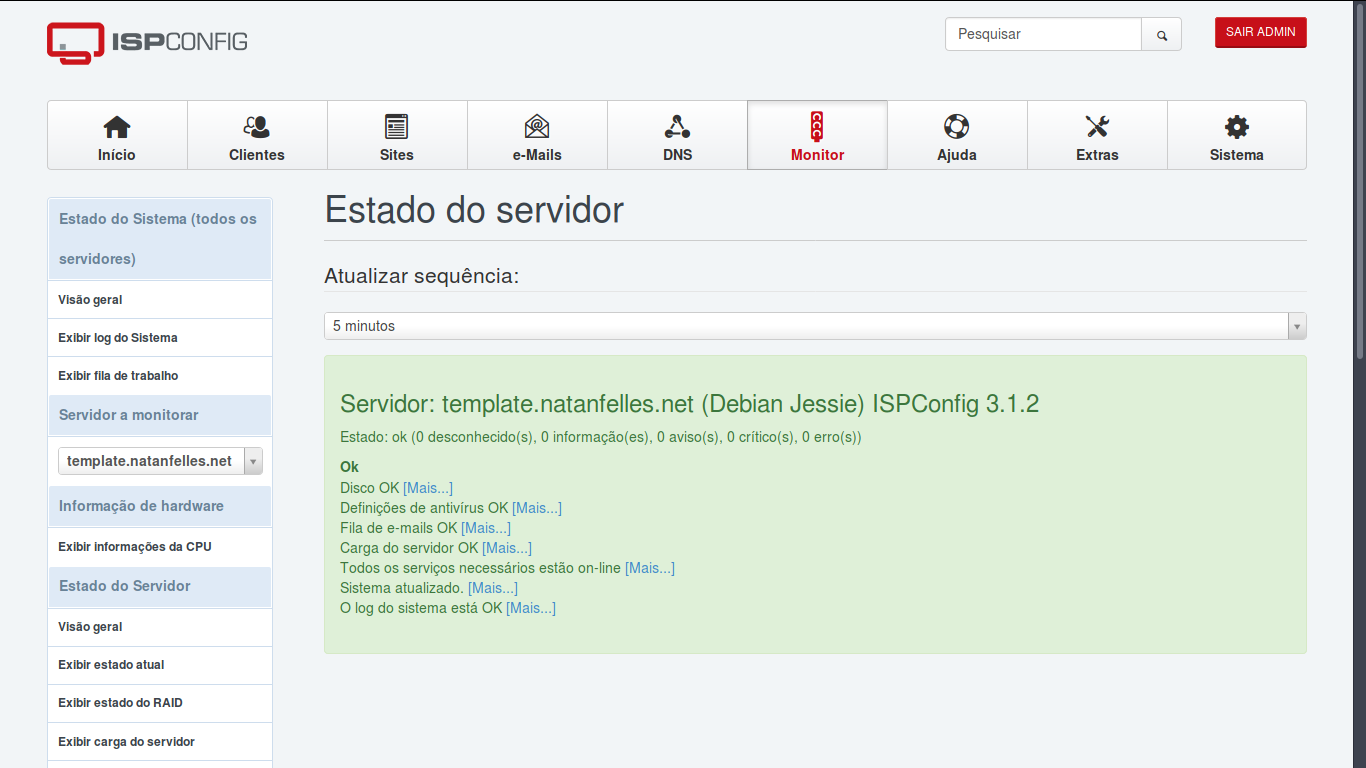 ISPCONFIG
Pesquisar
SAIR ADMIN
Início
Clientes
Sites
e-Mails
DNS
Monitor
Ajuda
Extras
Sistema
Estado do Sistema (todos os
servidores)
Visão geral
Exibir log do Sistema
Exibir fila de trabalho
Servidor a monitorar
template.natanfelles.net
Informação de hardware
Exibir informações da CPU
Estado do Servidor
Visão geral
Exibir estado atual
Exibir estado do RAID
Exibir carga do servidor
Estado do servidor
Atualizar sequência:
5 minutos
Servidor: template.natanfelles.net (Debian Jessie) ISPConfig 3.1.2
Estado: ok (0 desconhecido(s), 0 informação(es), 0 aviso(s), 0 crítico(s), 0 erro(s))
Ok
Disco OK [Mais...]
Definições de antivírus OK [Mais...]
Fila de e-mails OK [Mais...]
Carga do servidor OK [Mais...]
Todos os serviços necessários estão on-line [Mais...]
Sistema atualizado. [Mais...]
O log do sistema está OK [Mais...]